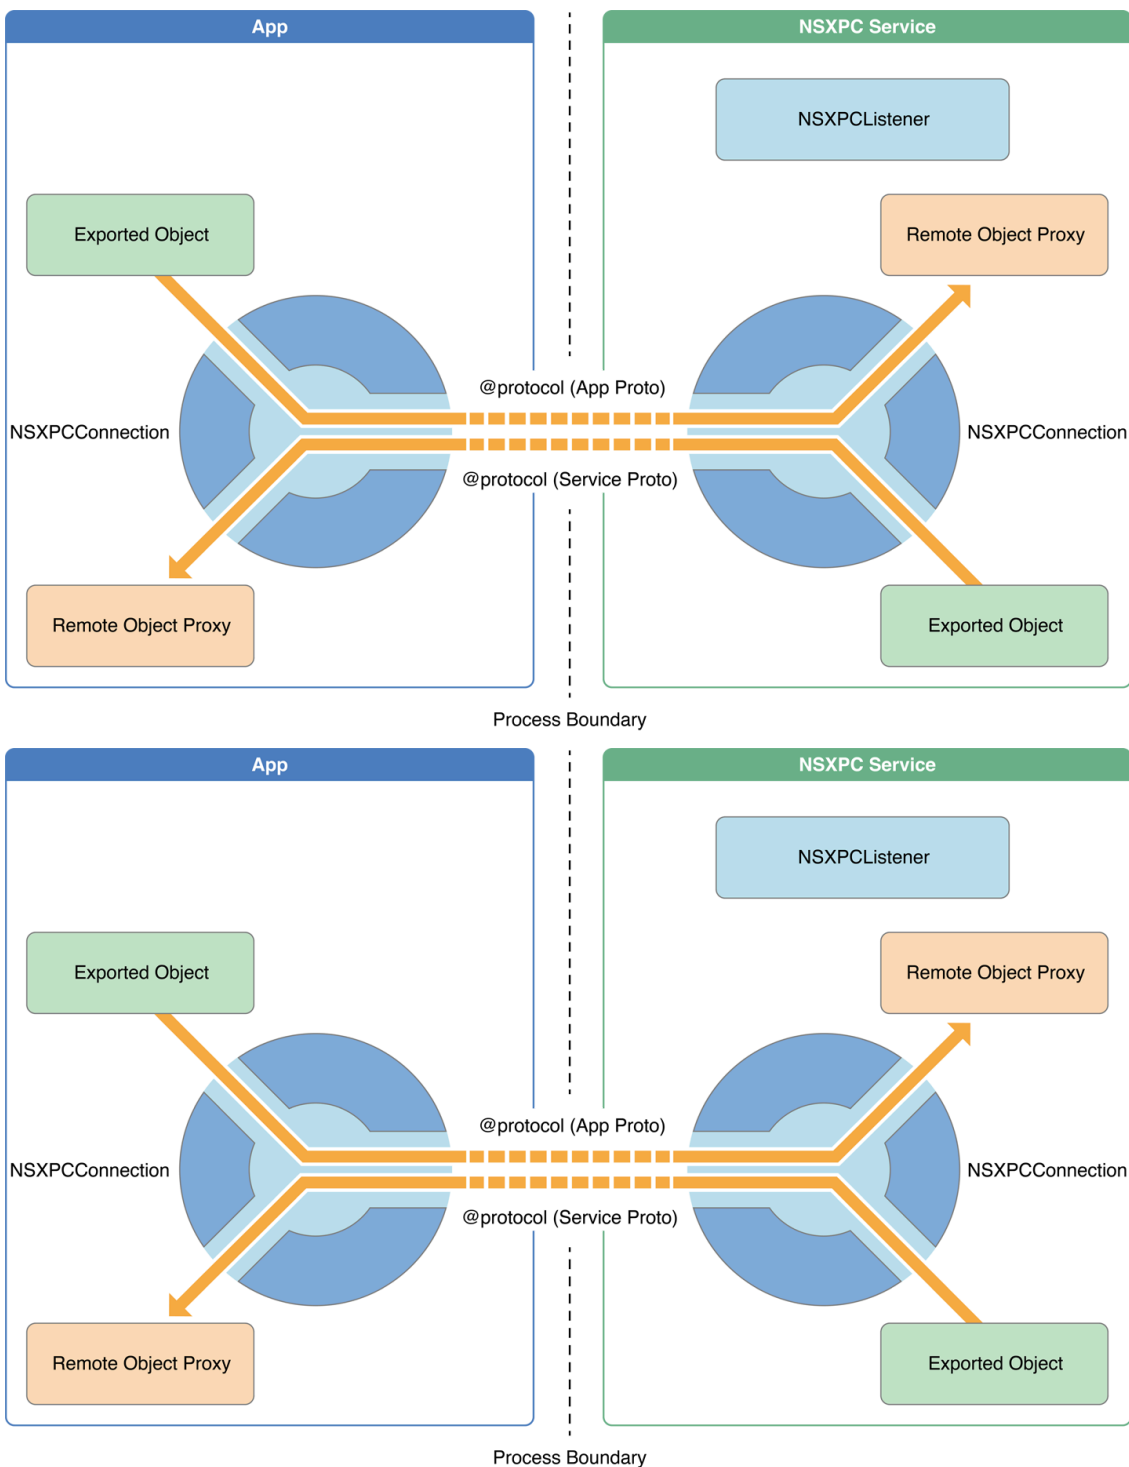 App
NSXPC Service
NSXPCListener
Exported Object
Remote Object Proxy
@protocol (App Proto)
NSXPCConnection
NSXPCConnection
@protocol (Service Proto)
Remote Object Proxy
Exported Object
Process Boundary
App
NSXPC Service
NSXPCListener
Exported Object
Remote Object Proxy
@protocol (App Proto)
NSXPCConnection
NSXPCConnection
@protocol (Service Proto)
Remote Object Proxy
Exported Object
Process Boundary